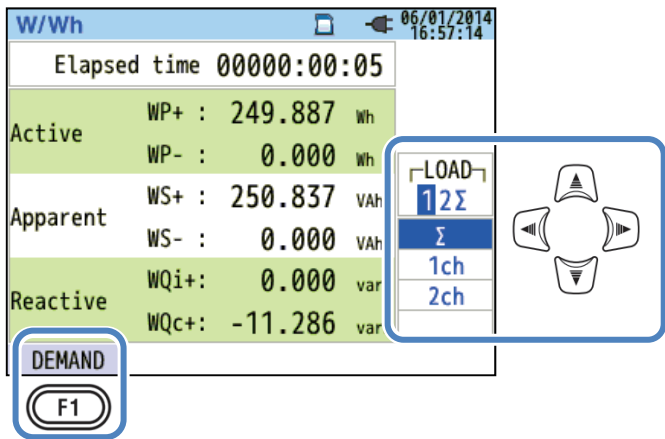 W/Wh 06/01/2014
16:57:14
Elapsed time 00000:00:05
Active WP+ : 249.887 Wh
WP- : 0.000 Wh
Apparent WS+ : 250.837 VAh
WS- : 0.000 VAh
Reactive WQi+: 0.000 var
WQc+: -11.286 var
LOAD
12Σ
Σ
1ch
2ch
DEMAND
F1